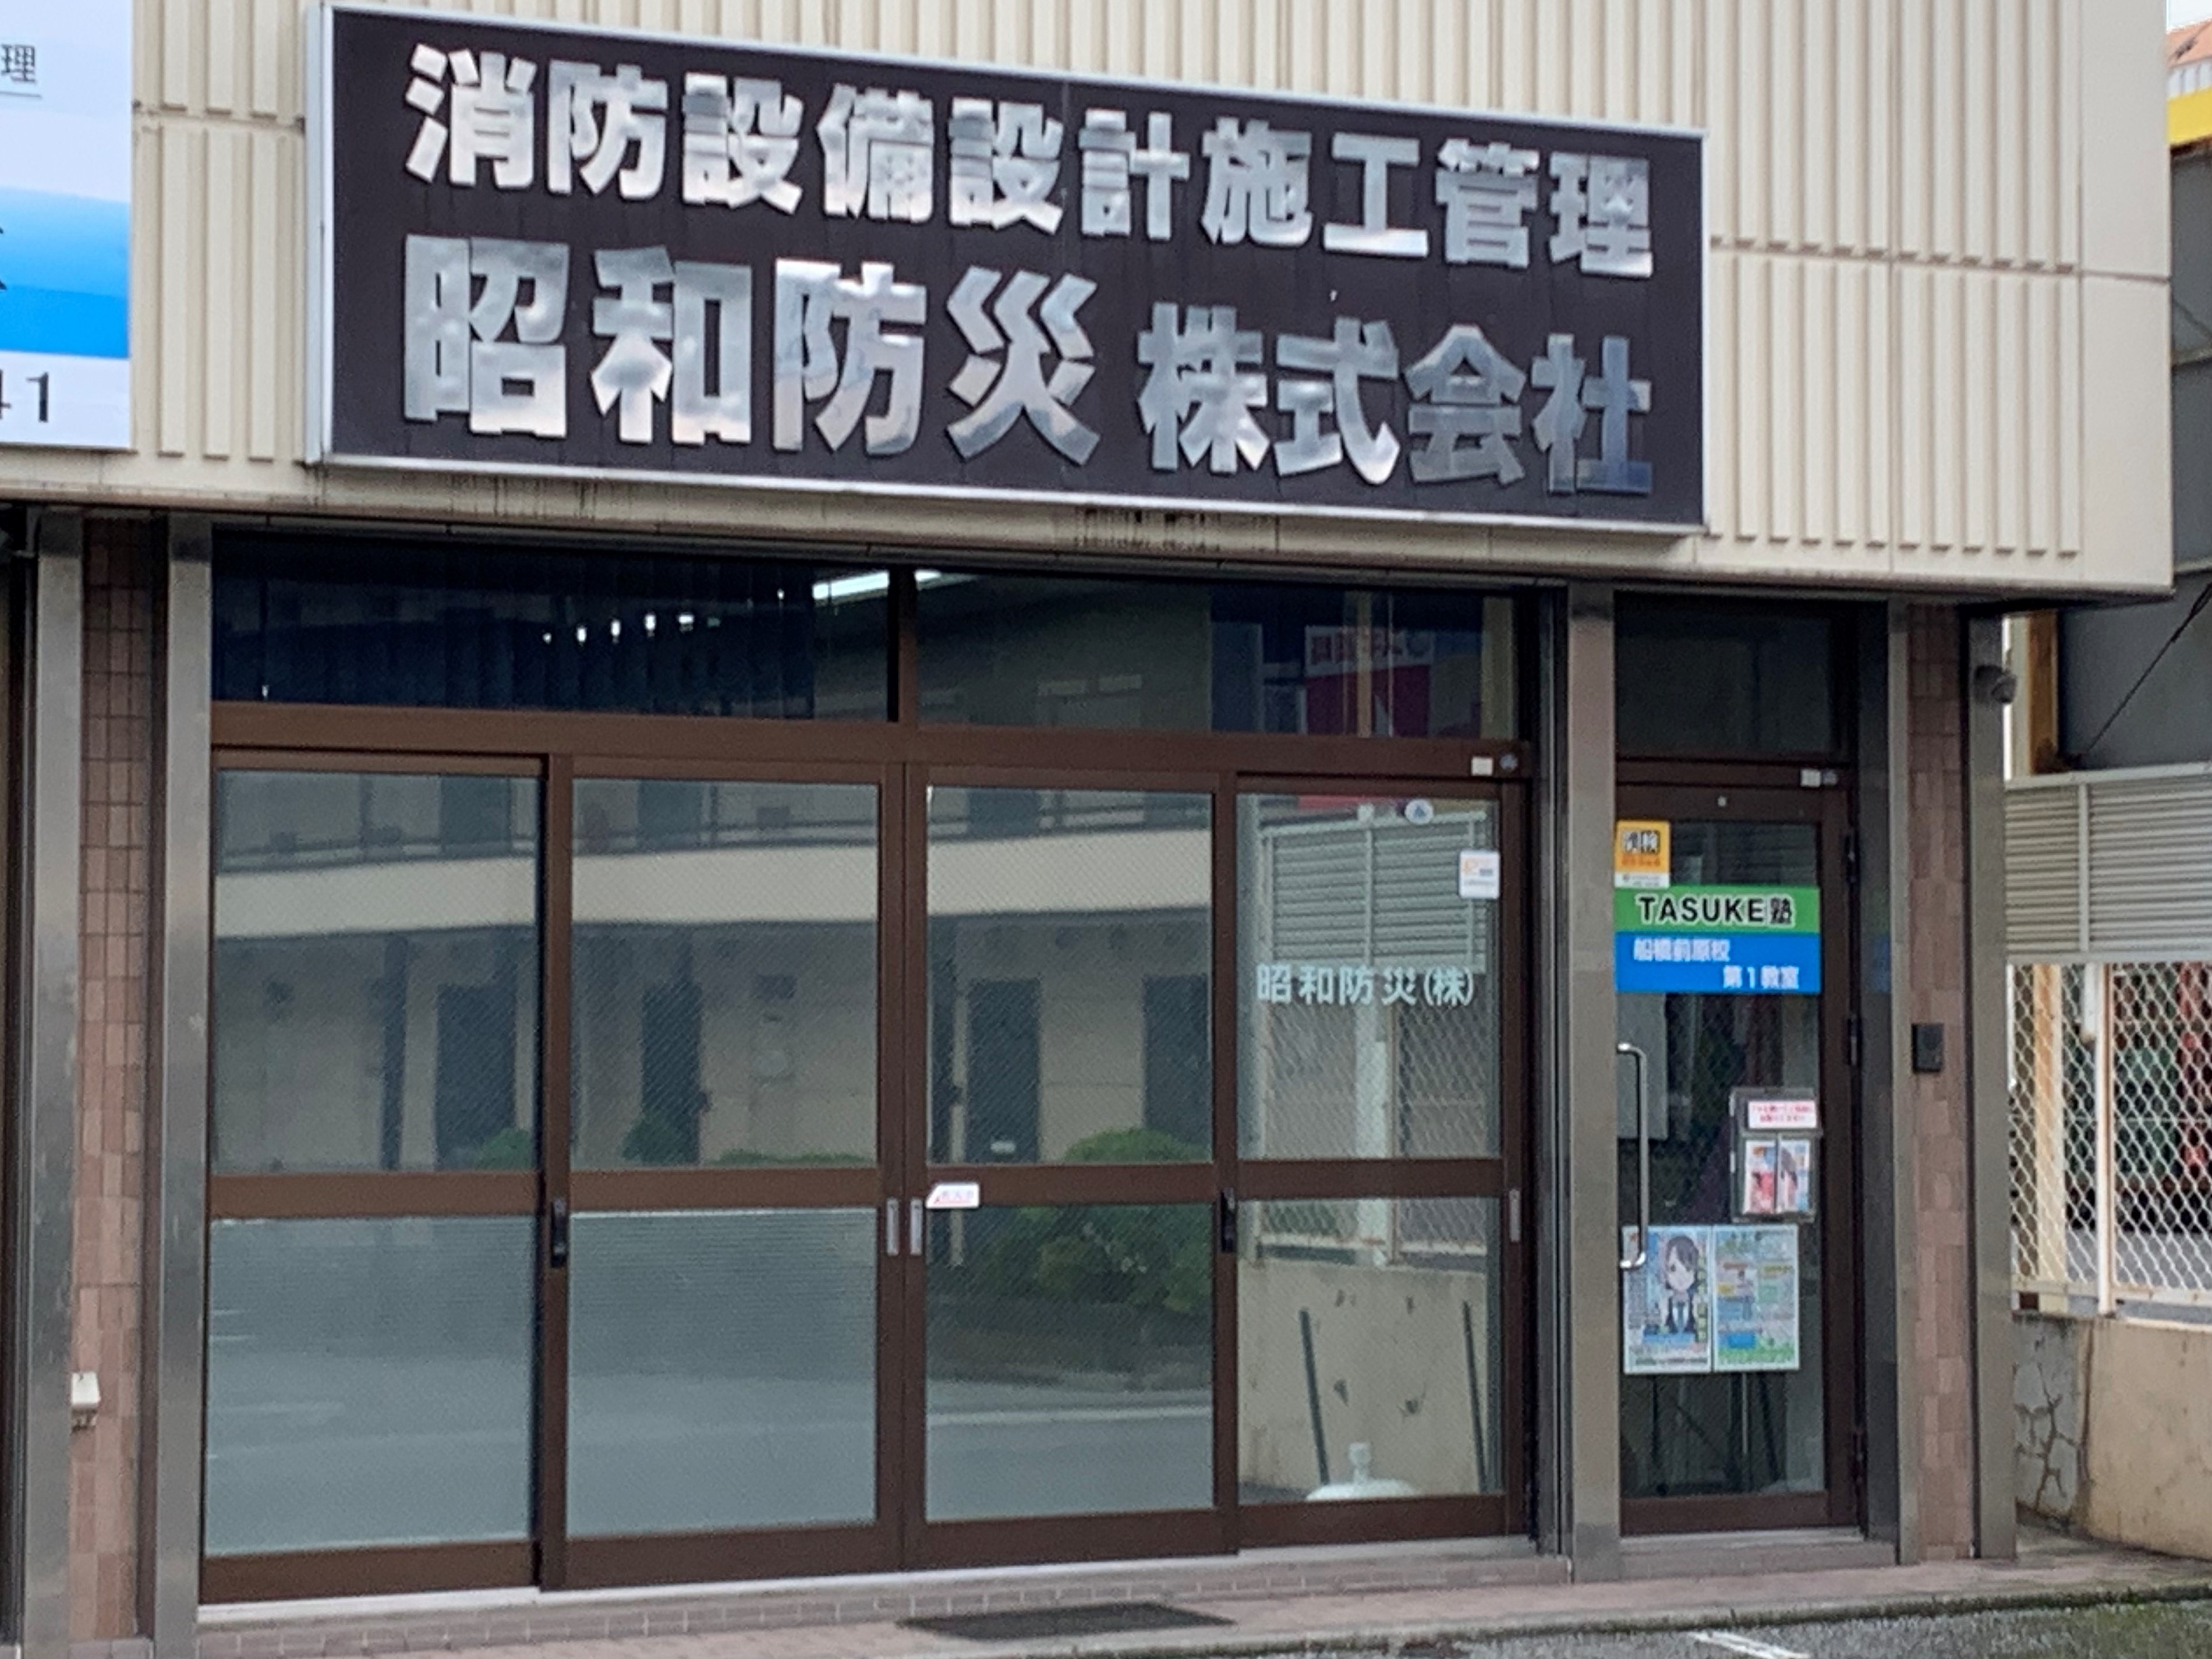 理
41
消防設備設計施工管理
昭和防災 株式会社
昭和防災(株)
漢検
TASUKE塾
船橋前原校
第1教室